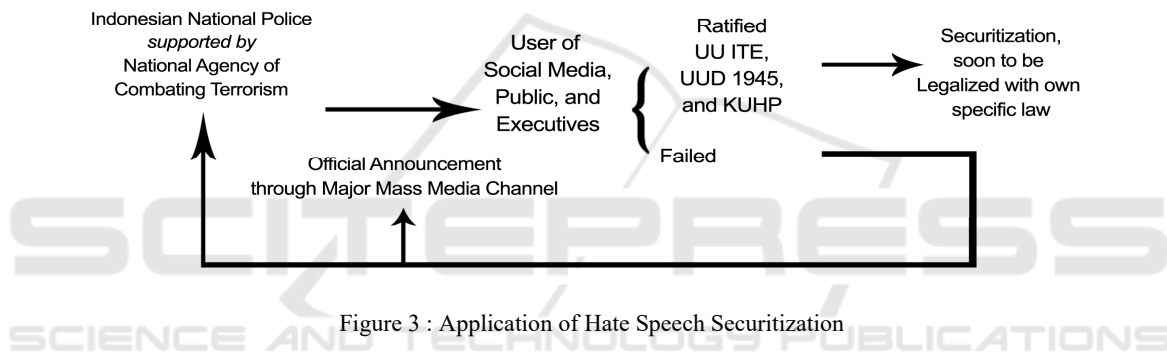 Indonesian National Police
supported by
National Agency of
Combating Terrorism
User of
Social Media,
Public, and
Executives
Ratified
UU ITE,
UUD 1945,
and KUHP
Failed
Securitization,
soon to be
Legalized with own
specific law
Official Announcement
through Major Mass Media Channel
SCITEPRESS
Figure 3 : Application of Hate Speech Securitization
SCIENCE AND TECHNOLOGY PUBLICATIONS